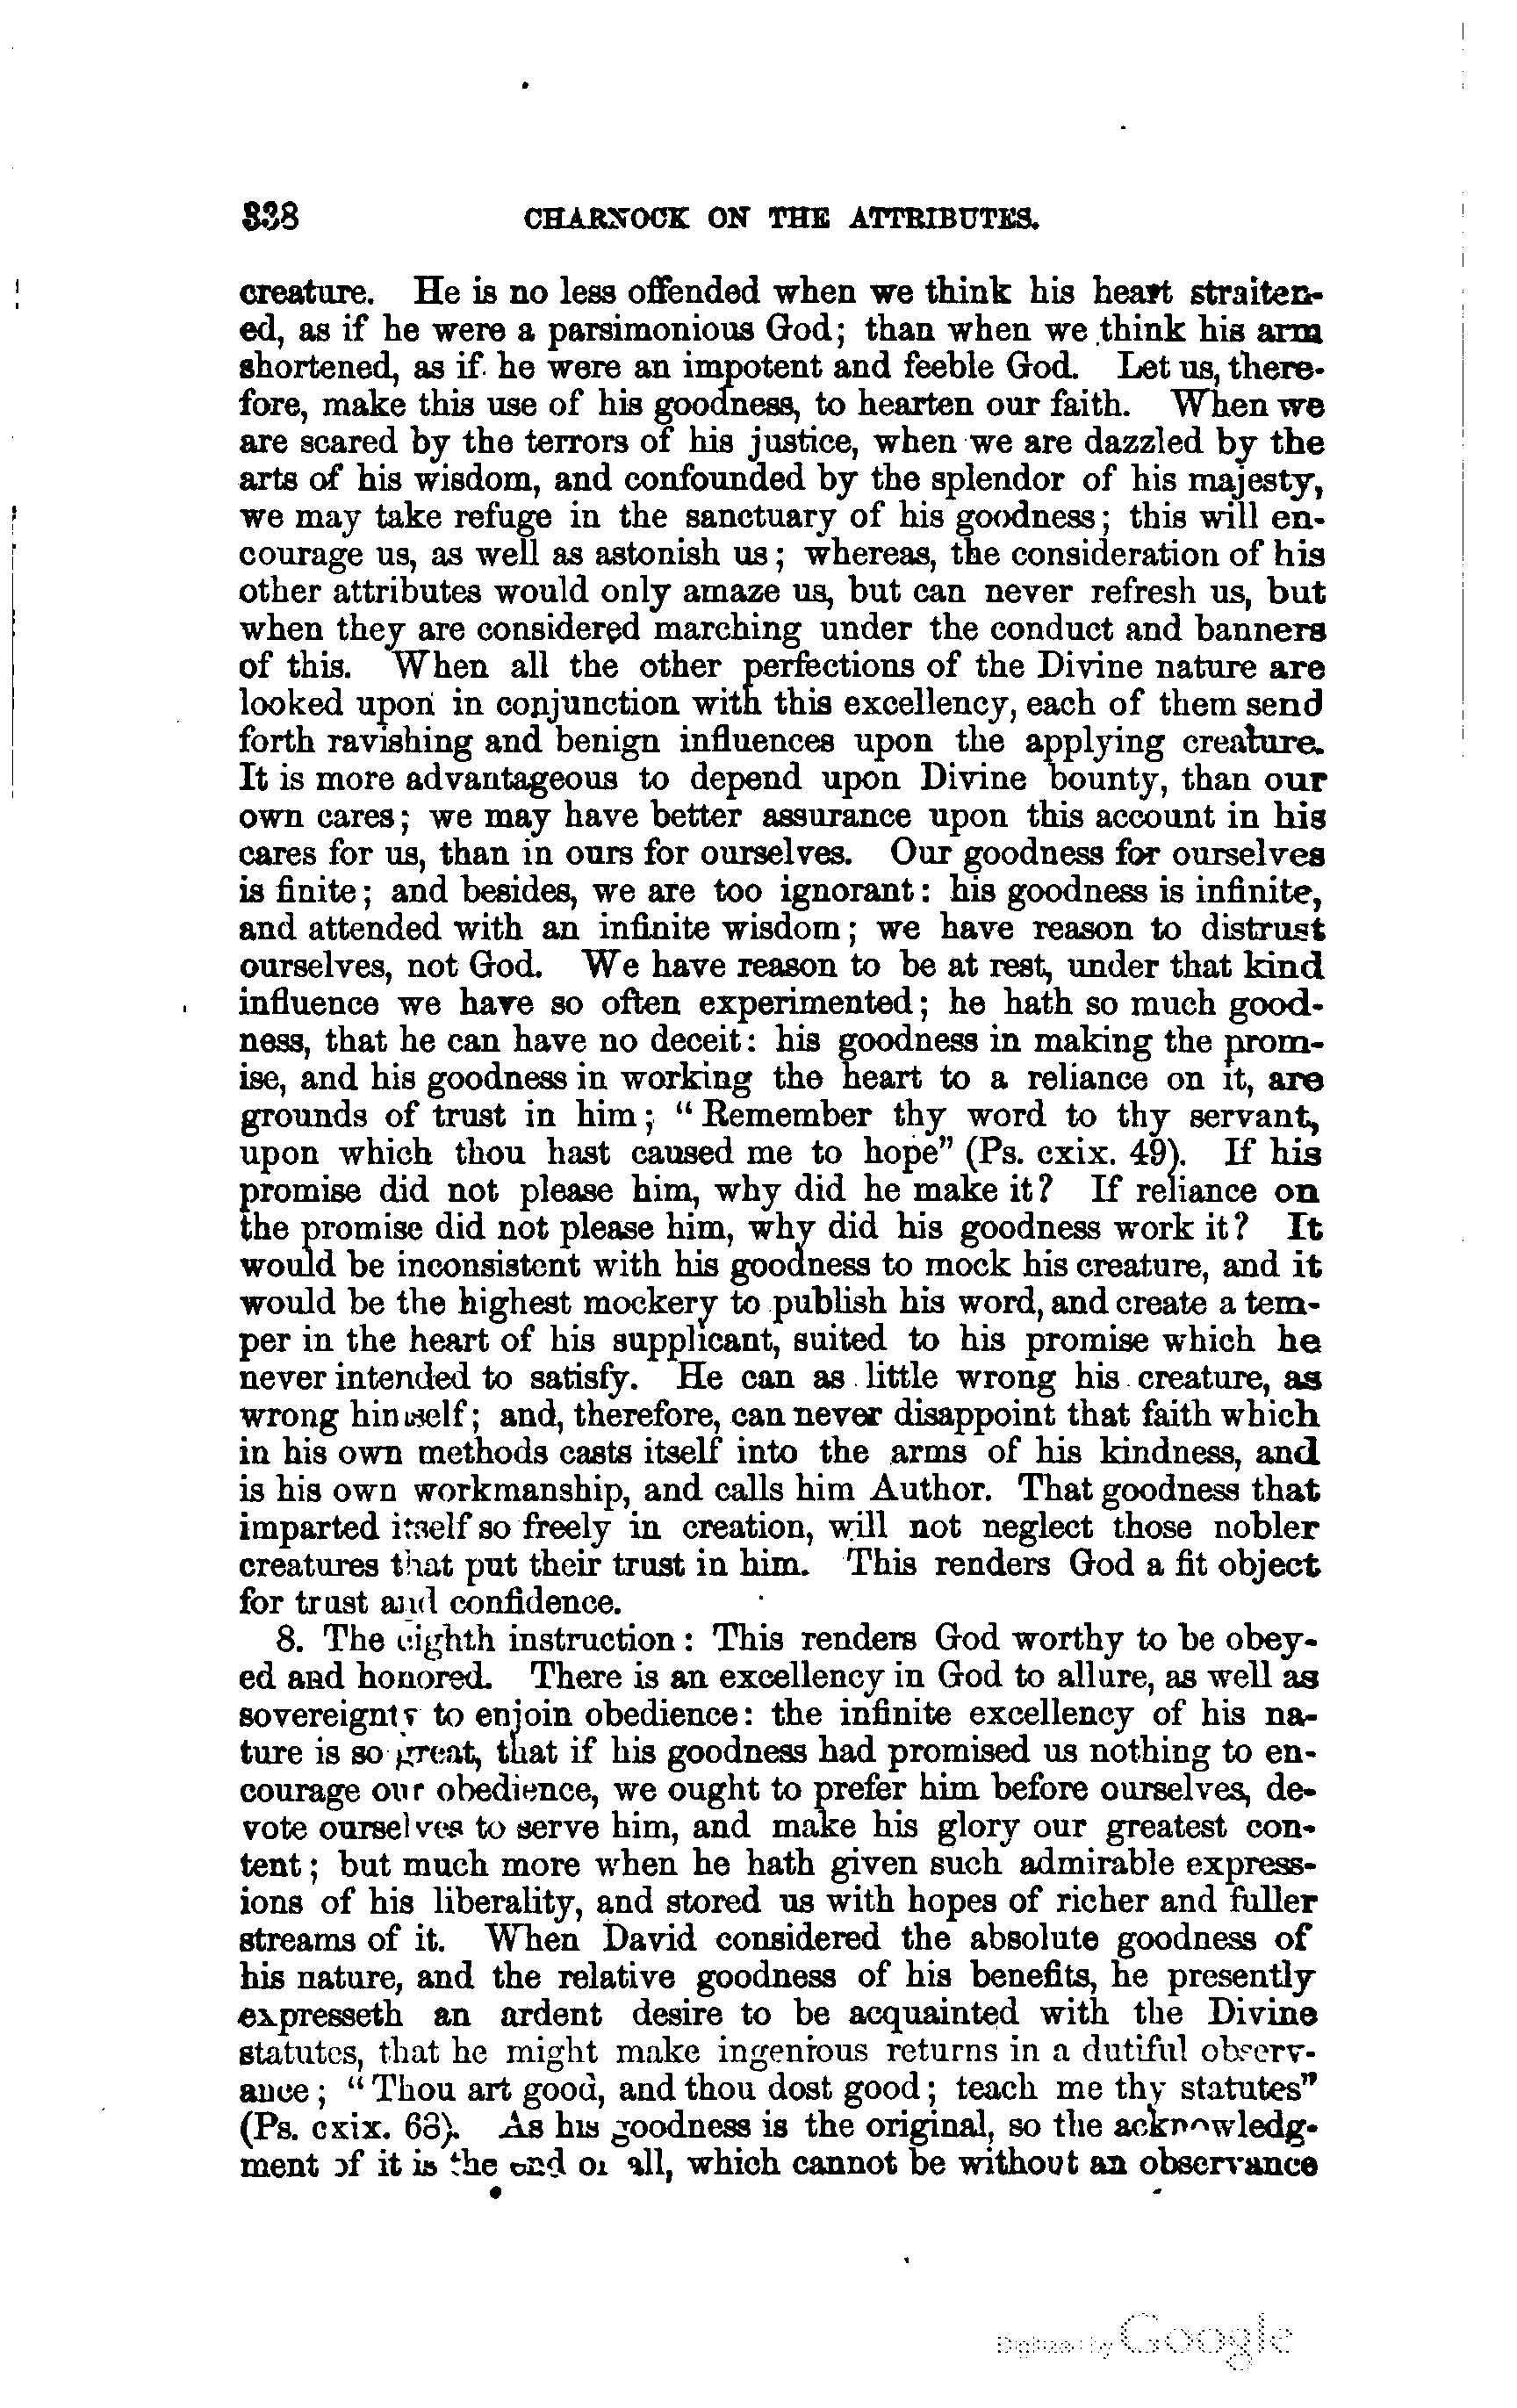 338 CHARNOCK ON THE ATTRIBUTES.
creature. He is no less offended when we think his heart straiten-
ed, as if he were a parsimonious God; than when we think his arm
shortened, as if he were an impotent and feeble God. Let us, there-
fore, make this use of his goodness, to hearten our faith. When we
are scared by the terrors of his justice, when we are dazzled by the
arts of his wisdom, and confounded by the splendor of his majesty,
we may take refuge in the sanctuary of his goodness; this will en-
courage us, as well as astonish us; whereas, the consideration of his
other attributes would only amaze us, but can never refresh us, but
when they are considered marching under the conduct and banners
of this. When all the other perfections of the Divine nature are
looked upon in conjunction with this excellency, each of them send
forth ravishing and benign influences upon the applying creature.
It is more advantageous to depend upon Divine bounty, than our
own cares; we may have better assurance upon this account in his
cares for us, than in ours for ourselves. Our goodness for ourselves
is finite; and besides, we are too ignorant: his goodness is infinite,
and attended with an infinite wisdom; we have reason to distrust
ourselves, not God. We have reason to be at rest, under that kind
influence we have so often experimented; he hath so much good-
ness, that he can have no deceit: his goodness in making the prom-
ise, and his goodness in working the heart to a reliance on it, are
grounds of trust in him; "Remember thy word to thy servant,
upon which thou hast caused me to hope" (Ps. cxix. 49). If his
promise did not please him, why did he make it? If reliance on
the promise did not please him, why did his goodness work it? It
would be inconsistent with his goodness to mock his creature, and it
would be the highest mockery to publish his word, and create a tem-
per in the heart of his supplicant, suited to his promise which he
never intended to satisfy. He can as little wrong his creature, as
wrong himself; and, therefore, can never disappoint that faith which
in his own methods casts itself into the arms of his kindness, and
is his own workmanship, and calls him Author. That goodness that
imparted itself so freely in creation, will not neglect those nobler
creatures that put their trust in him. This renders God a fit object
for trust and confidence.
8. The eighth instruction: This renders God worthy to be obey-
ed and honored. There is an excellency in God to allure, as well as
sovereignty to enjoin obedience: the infinite excellency of his na-
ture is so great, that if his goodness had promised us nothing to en-
courage our obedience, we ought to prefer him before ourselves, de-
vote ourselves to serve him, and make his glory our greatest con-
tent; but much more when he hath given such admirable express-
ions of his liberality, and stored us with hopes of richer and fuller
streams of it. When David considered the absolute goodness of
his nature, and the relative goodness of his benefits, he presently
expresseth an ardent desire to be acquainted with the Divine
statutes, that he might make ingenious returns in a dutiful observ-
ance; "Thou art good, and thou dost good; teach me thy statutes"
(Ps. cxix. 68). As his goodness is the original, so the acknowledg-
ment of it is the end of all, which cannot be without an observance
Digitized by Google